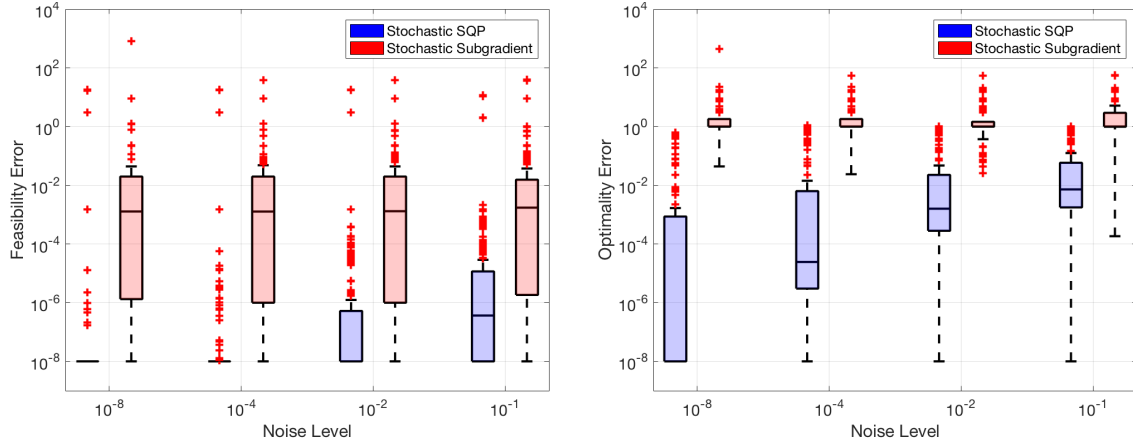 Stochastic SQP
Stochastic Subgradient
10^4
10^2
10^0
10^-2
10^-4
10^-6
10^-8
Feasibility Error
10^-8
10^-4
10^-2
10^-1
Noise Level
Stochastic SQP
Stochastic Subgradient
10^4
10^2
10^0
10^-2
10^-4
10^-6
10^-8
Optimality Error
10^-8
10^-4
10^-2
10^-1
Noise Level